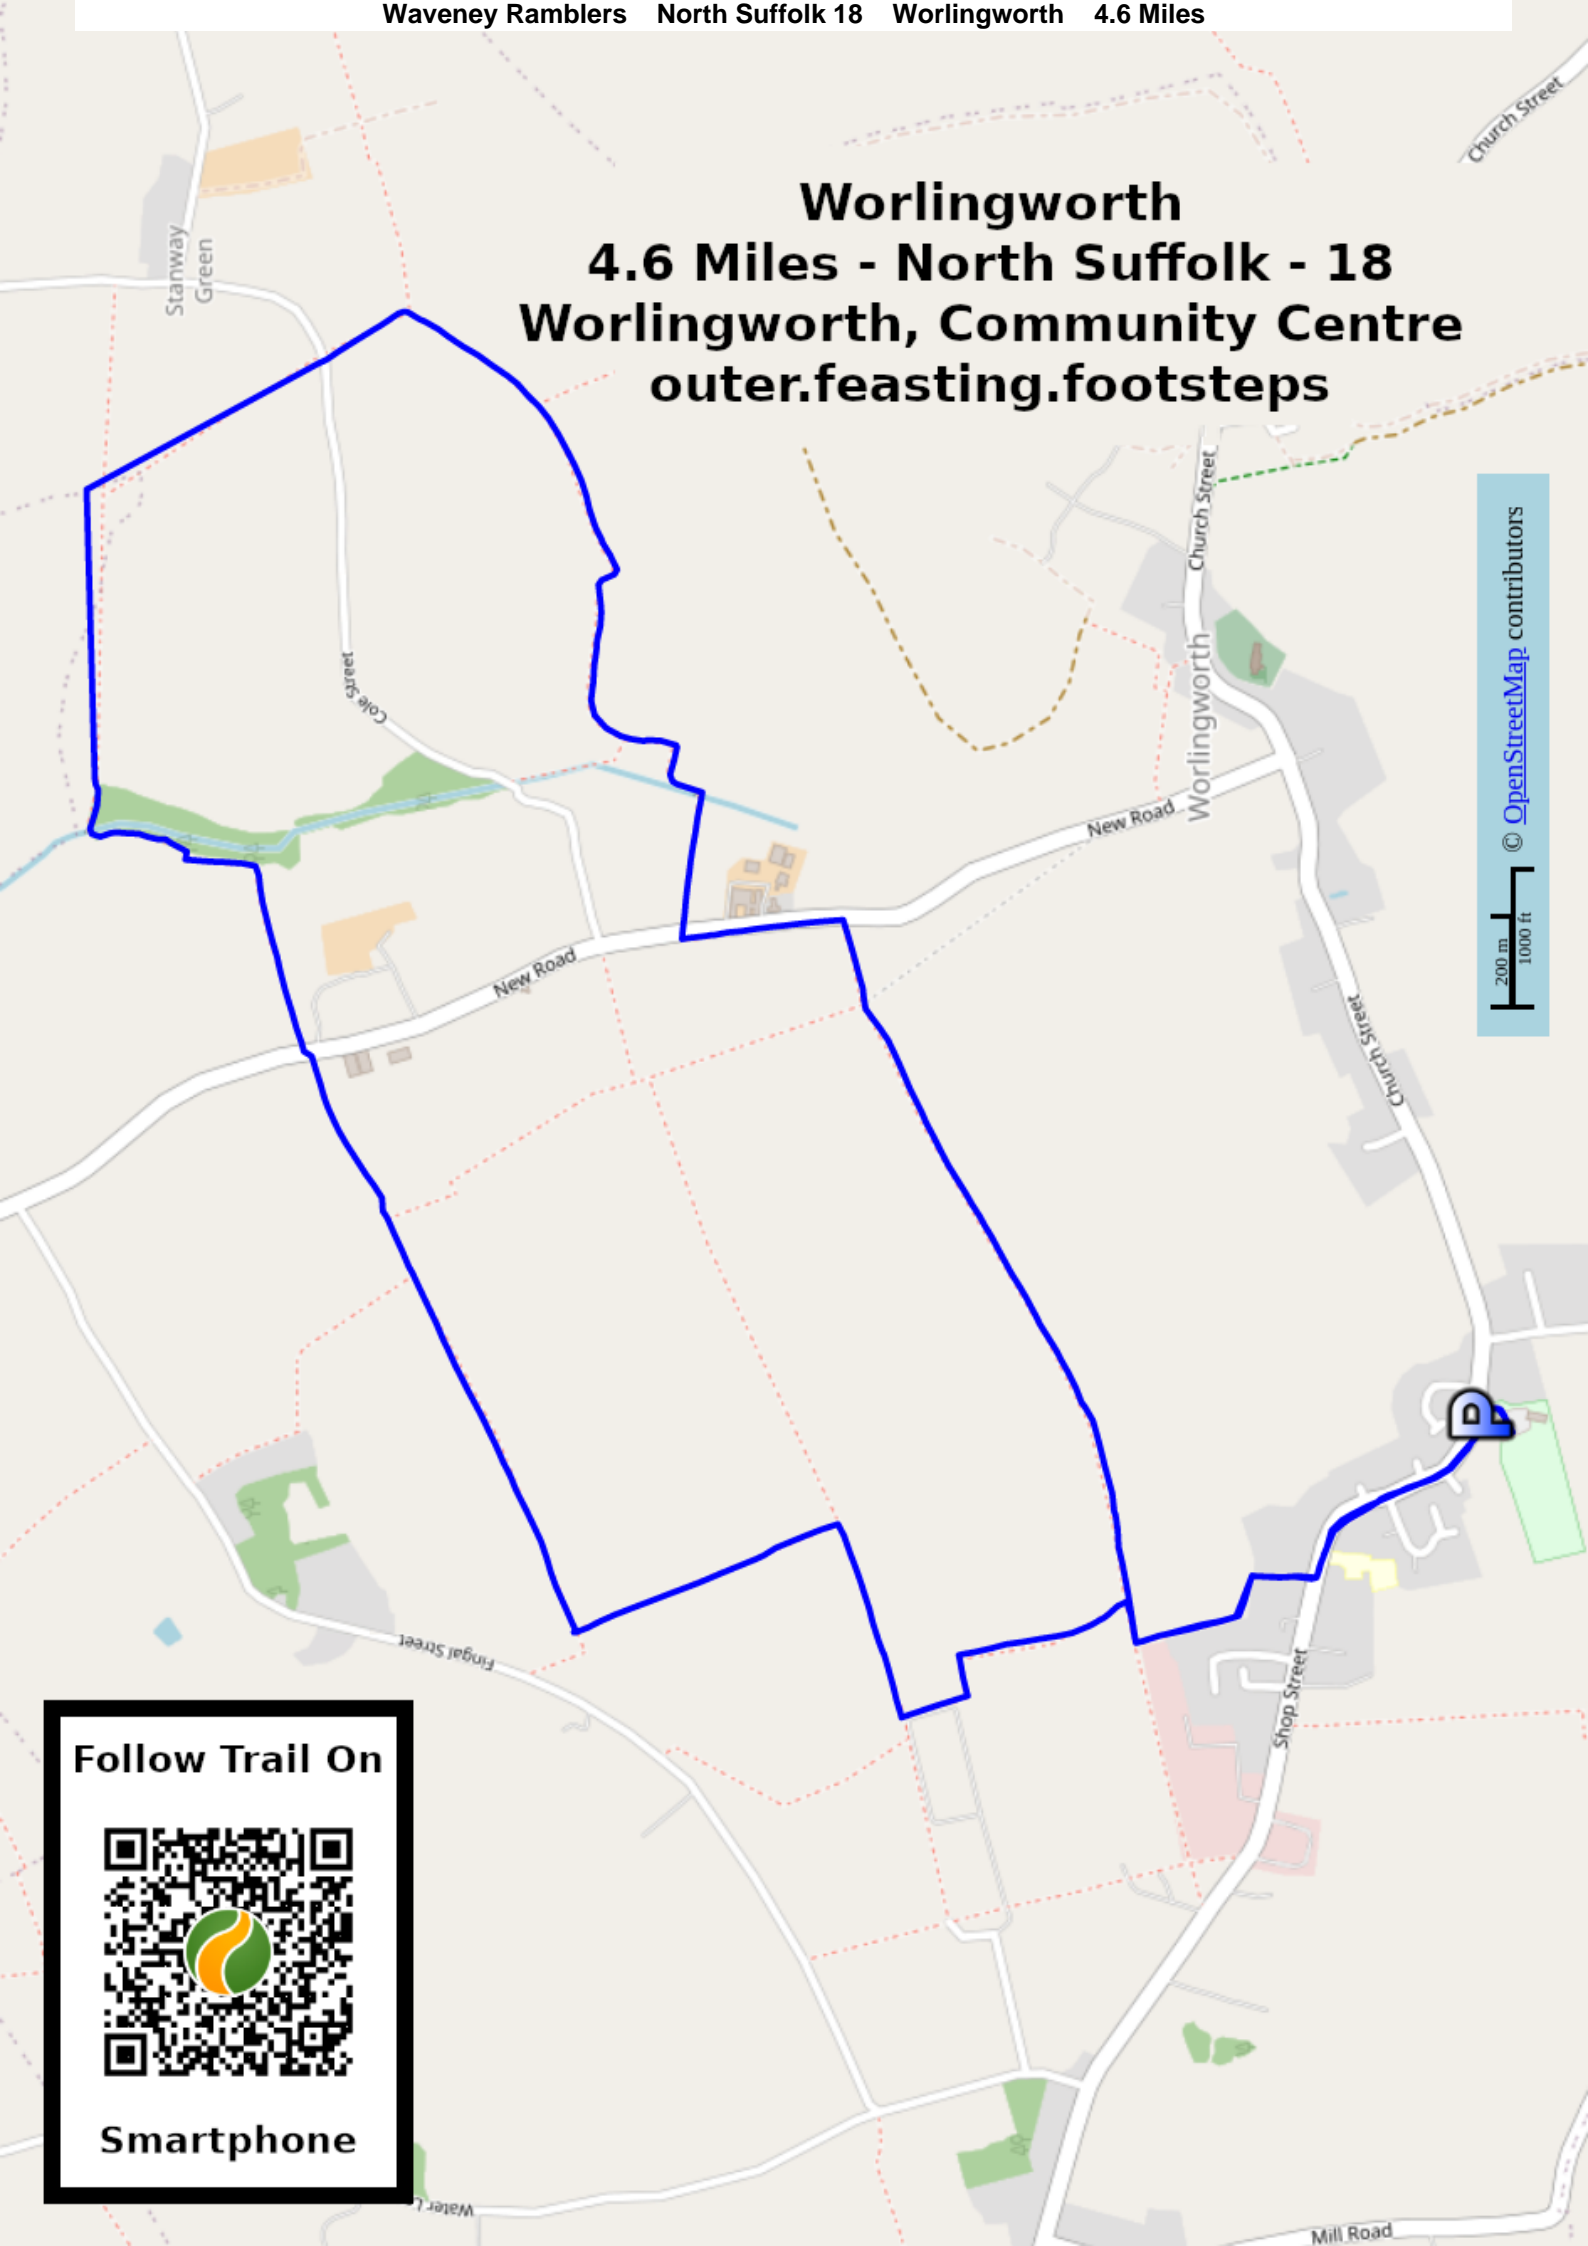 Waveney Ramblers North Suffolk 18 Worlingworth 4.6 Miles
Church Street
Worlingworth
4.6 Miles - North Suffolk - 18
Worlingworth, Community Centre
outer.feasting.footsteps
Stanway
Green
Church Street
© OpenStreetMap contributors
Cole Street
Worlingworth
New Road
200 m
1000 ft
New Road
Church Street
P
Fingal Street
Shop Street
Follow Trail On
Smartphone
Water L
Mill Road